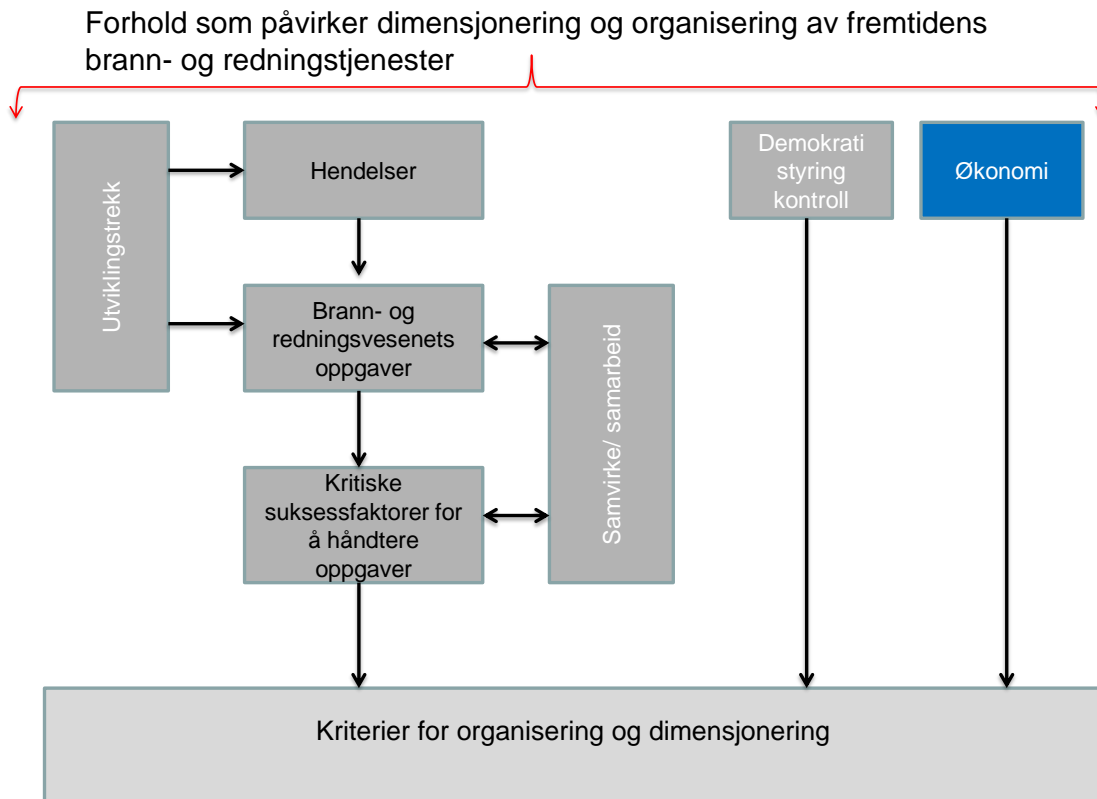 Forhold som påvirker dimensjonering og organisering av fremtidens
brann- og redningstjenester
Utviklingstrekk
Hendelser
Demokrati
styring
kontroll
Økonomi
Brann- og
redningsvesenets
oppgaver
Samvirke/ samarbeid
Kritiske
suksessfaktorer for
å håndtere
oppgaver
Kriterier for organisering og dimensjonering